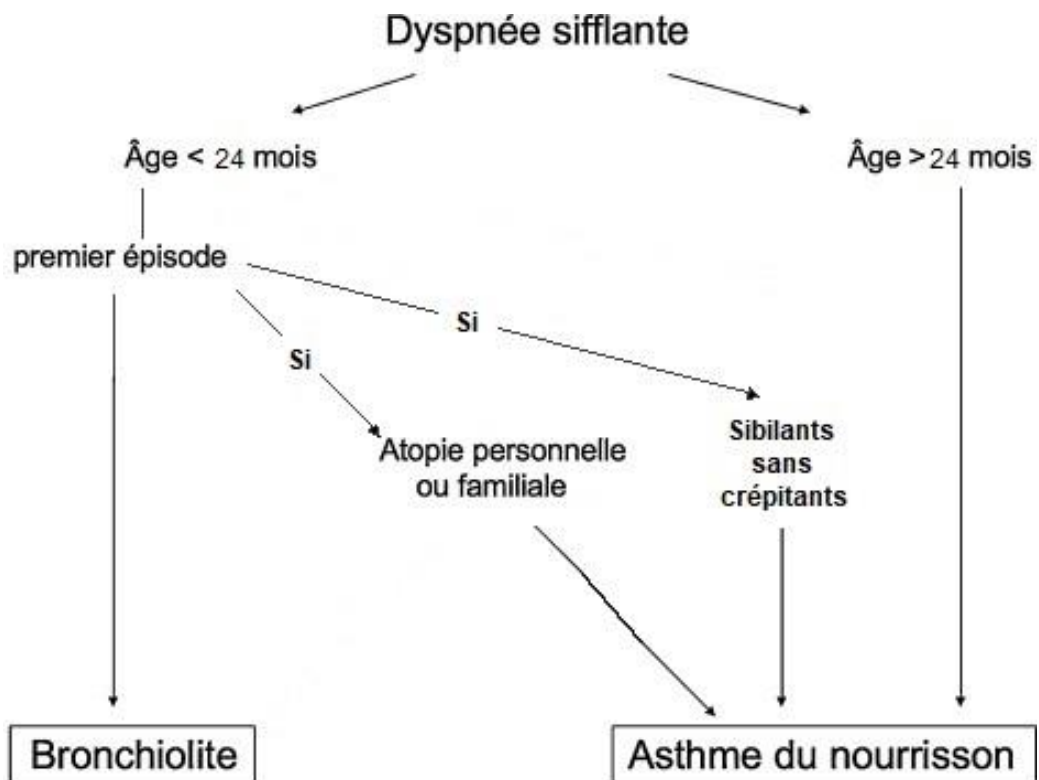 Dyspnée sifflante
Âge < 24 mois
Âge > 24 mois
premier épisode
Si
Si
Atopie personnelle
ou familiale
Sibilants
sans
crépitants
Bronchiolite
Asthme du nourrisson